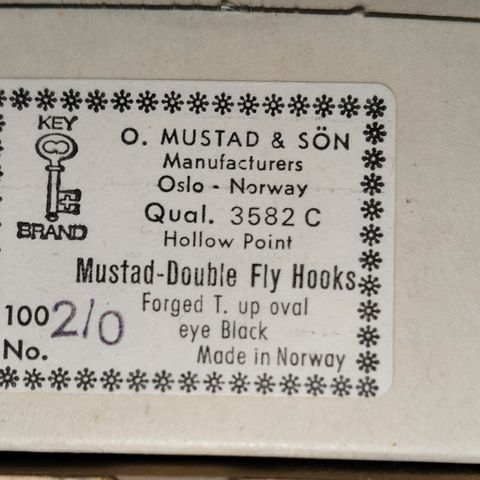 KEY
BRAND
O. MUSTAD & SÖN
Manufacturers
Oslo - Norway
Qual. 3582 C
Hollow Point
Mustad-Double Fly Hooks
Forged T. up oval
eye Black
Made in Norway
100 2/0
No.